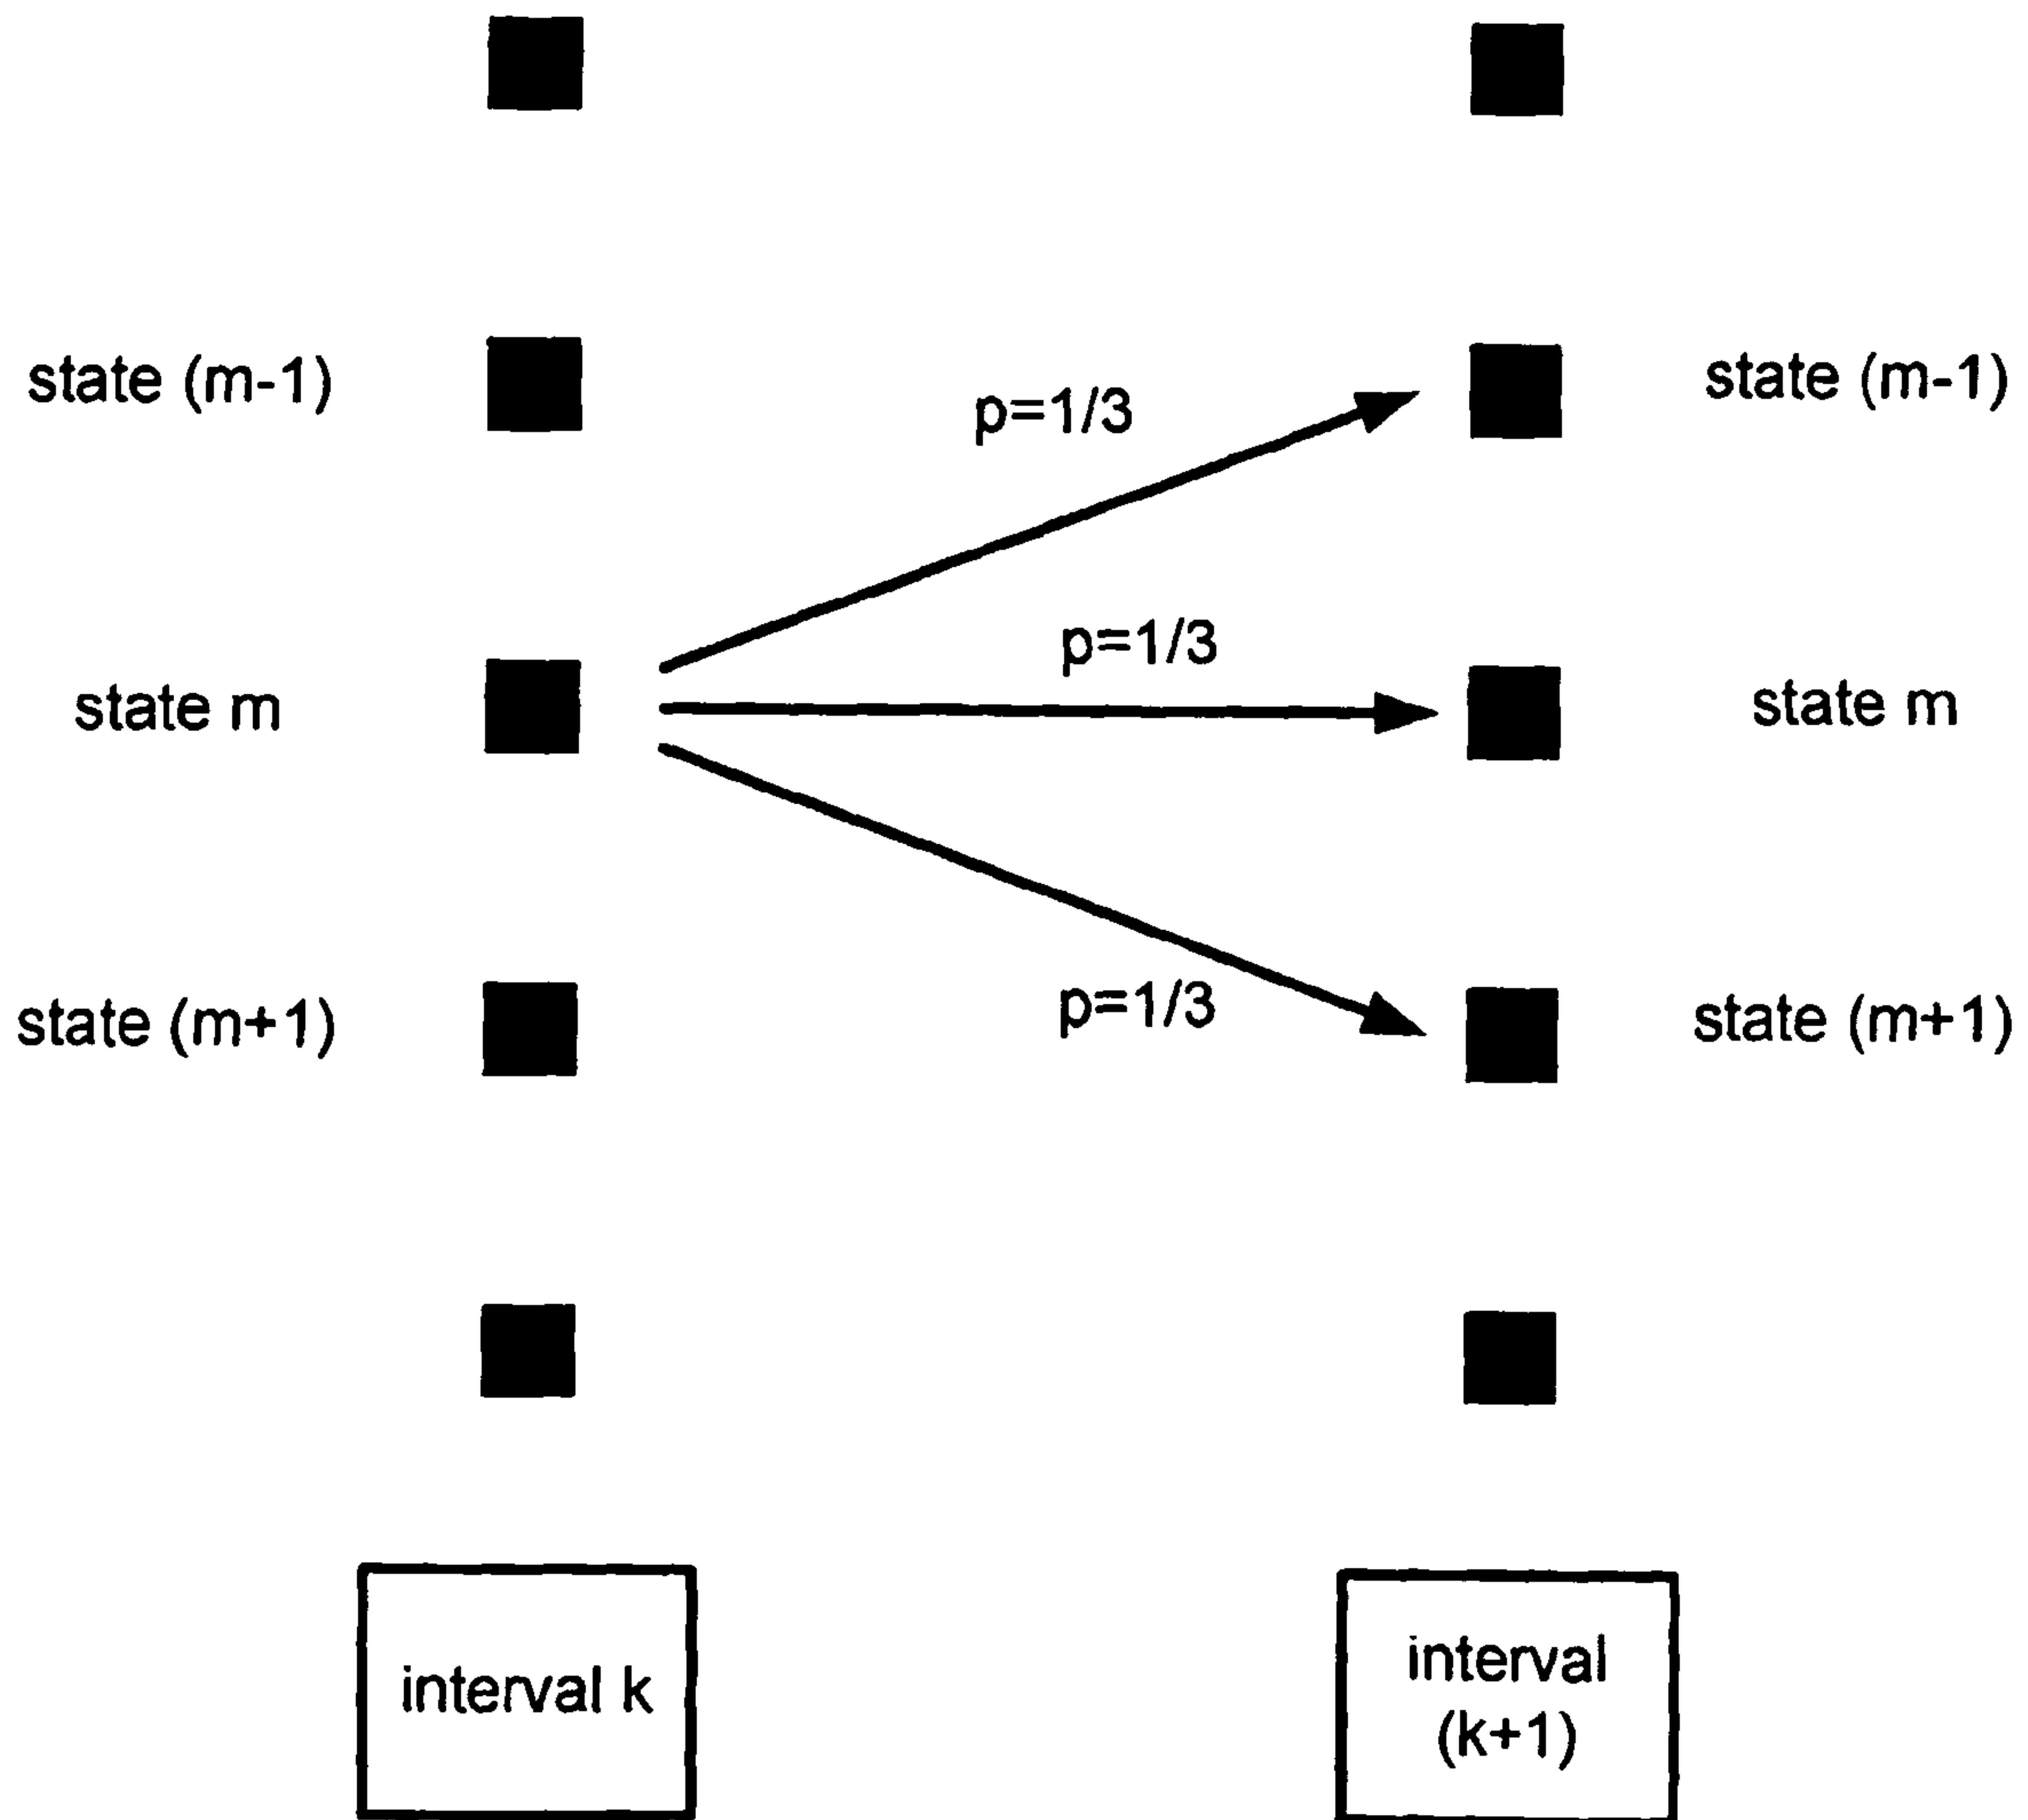 state (m-1)
p=1/3
state (m-1)
p=1/3
state m
state m
state (m+1)
p=1/3
state (m+1)
interval k
interval
(k+1)